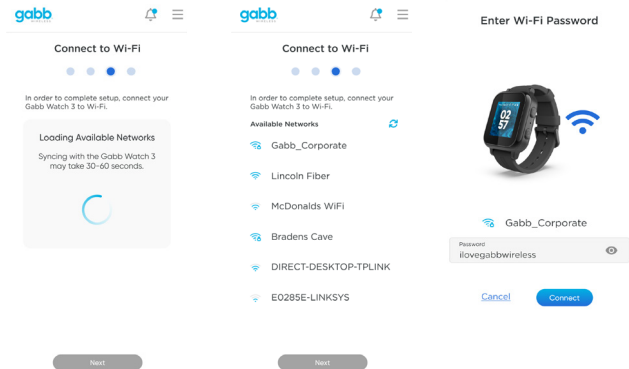 gabb
WIRELESS
Connect to Wi-Fi
In order to complete setup, connect your
Gabb Watch 3 to Wi-Fi.
Loading Available Networks
Syncing with the Gabb Watch 3
may take 30-60 seconds.
Next
gabb
WIRELESS
Connect to Wi-Fi
In order to complete setup, connect your
Gabb Watch 3 to Wi-Fi.
Available Networks
Gabb_Corporate
Lincoln Fiber
McDonalds WiFi
Bradens Cave
DIRECT-DESKTOP-TPLINK
E0285E-LINKSYS
Next
Enter Wi-Fi Password
02
57
Gabb_Corporate
Password
ilovegabbwireless
Cancel
Connect